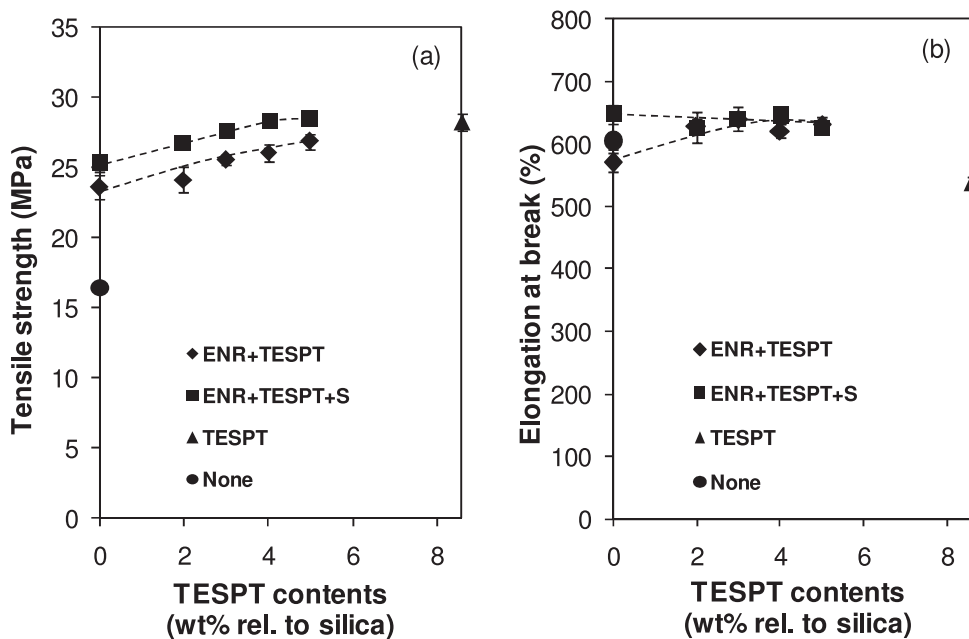 (a)
Tensile strength (MPa)
35
30
25
20
15
10
5
0
0 2 4 6 8
ENR+TESPT
ENR+TESPT+S
TESPT
None
TESPT contents
(wt% rel. to silica)
(b)
Elongation at break (%)
800
700
600
500
400
300
200
100
0
0 2 4 6 8
ENR+TESPT
ENR+TESPT+S
TESPT
None
TESPT contents
(wt% rel. to silica)